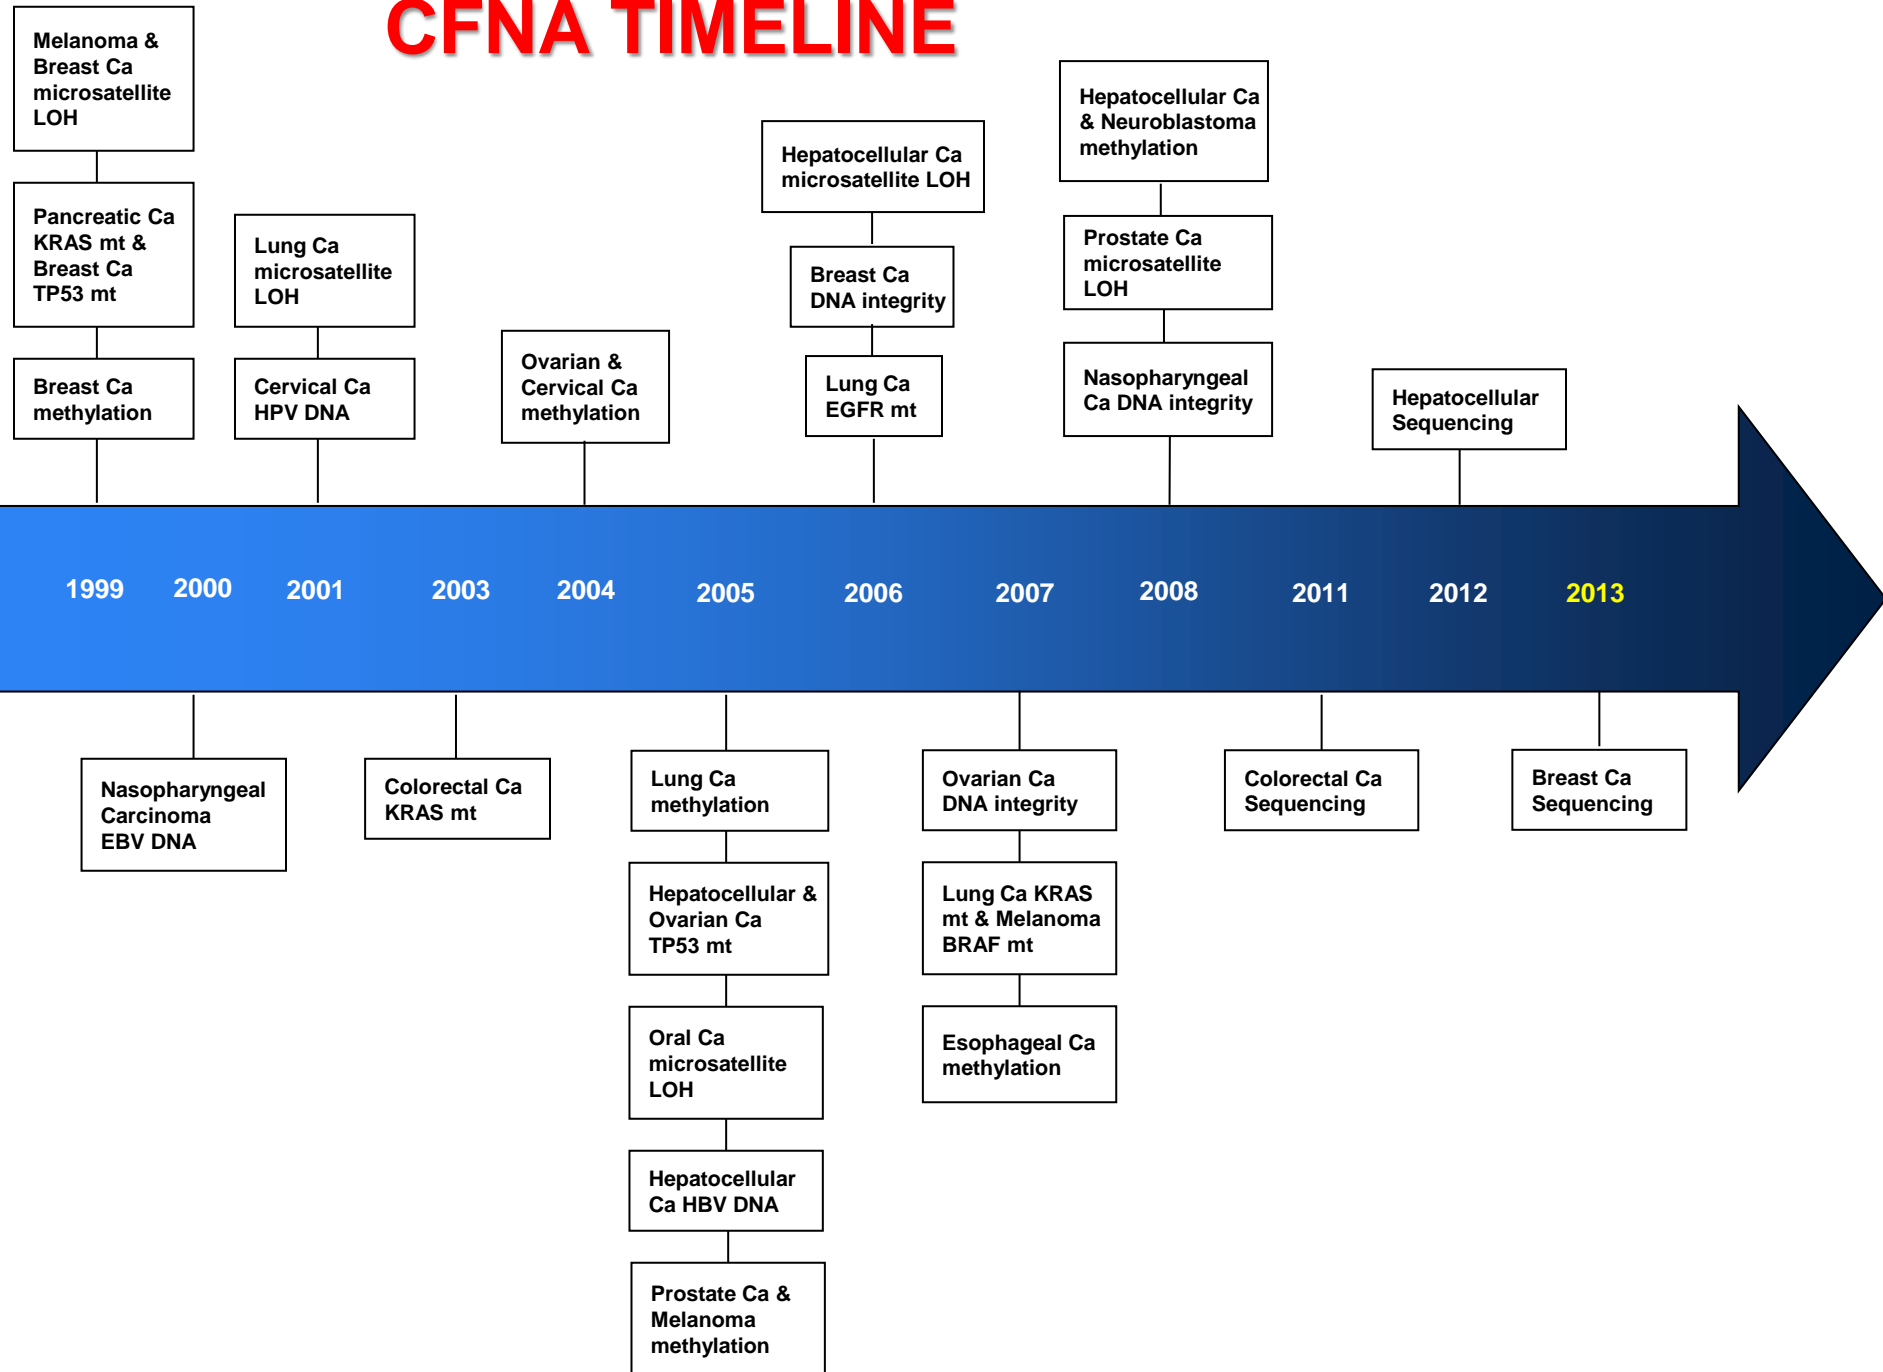 CFNA TIMELINE
Melanoma &
Breast Ca
microsatellite
LOH
Pancreatic Ca
KRAS mt &
Breast Ca
TP53 mt
Breast Ca
methylation
Lung Ca
microsatellite
LOH
Cervical Ca
HPV DNA
Ovarian &
Cervical Ca
methylation
Hepatocellular Ca
microsatellite LOH
Breast Ca
DNA integrity
Lung Ca
EGFR mt
Hepatocellular Ca
& Neuroblastoma
methylation
Prostate Ca
microsatellite
LOH
Nasopharyngeal
Ca DNA integrity
Hepatocellular
Sequencing
1999 2000 2001 2003 2004 2005 2006 2007 2008 2011 2012 2013
Nasopharyngeal
Carcinoma
EBV DNA
Colorectal Ca
KRAS mt
Lung Ca
methylation
Hepatocellular &
Ovarian Ca
TP53 mt
Oral Ca
microsatellite
LOH
Hepatocellular
Ca HBV DNA
Prostate Ca &
Melanoma
methylation
Ovarian Ca
DNA integrity
Lung Ca KRAS
mt & Melanoma
BRAF mt
Esophageal Ca
methylation
Colorectal Ca
Sequencing
Breast Ca
Sequencing